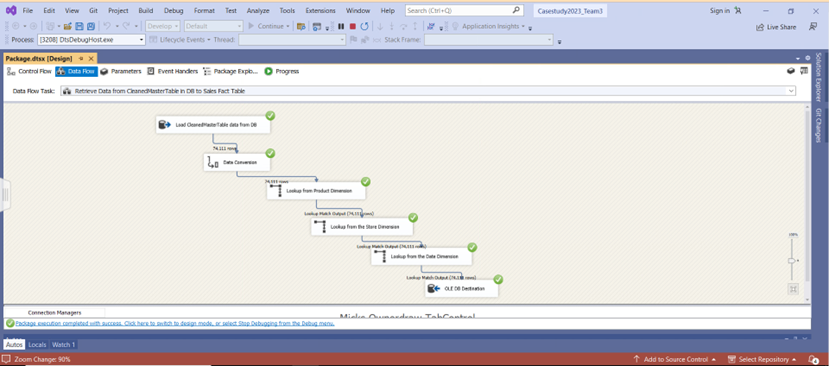 File Edit View Git Project Build Debug Format Test Analyze Tools Extensions Window Help Search (Ctrl+Q) Casestudy2023_Team3 Sign in
Develop Default Continue Application Insights Live Share
Process: [3208] DtsDebugHost.exe Lifecycle Events Thread: Stack Frame:
Package.dtsx [Design]
Control Flow Data Flow Parameters Event Handlers Package Explo... Progress
Data Flow Task: Retrieve Data from CleanedMasterTable in DB to Sales Fact Table
Load CleanedMasterTable data from DB
74,111 rows
Data Conversion
74,111 rows
Lookup from Product Dimension
Lookup Match Output (74,111 rows)
Lookup from the Store Dimension
Lookup Match Output (74,111 rows)
Lookup from the Date Dimension
Lookup Match Output (74,111 rows)
OLE DB Destination
100%
Solution Explorer
Git Changes
Connection Managers
Package execution completed with success. Click here to switch to design mode, or select Stop Debugging from the Debug menu.
Autos Locals Watch 1
Zoom Change: 90% Add to Source Control Select Repository